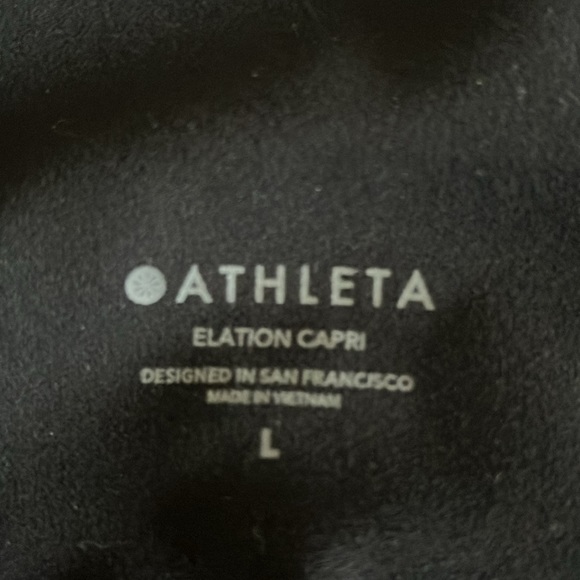 ATHLETA
ELATION CAPRI
DESIGNED IN SAN FRANCISCO
MADE IN VIETNAM
L